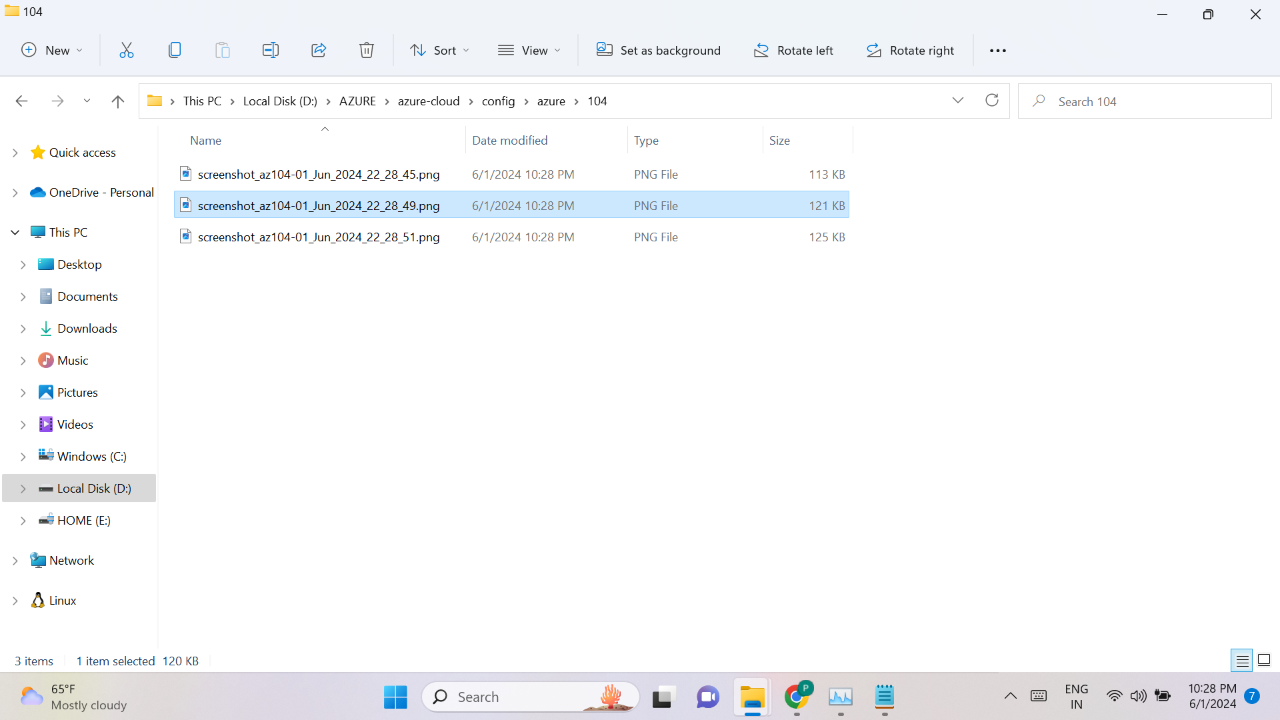 104
New
Sort
View
Set as background
Rotate left
Rotate right
This PC
Local Disk (D:)
AZURE
azure-cloud
config
azure
104
Search 104
Name
Date modified
Type
Size
screenshot_az104-01_Jun_2024_22_28_45.png 6/1/2024 10:28 PM PNG File 113 KB
screenshot_az104-01_Jun_2024_22_28_49.png 6/1/2024 10:28 PM PNG File 121 KB
screenshot_az104-01_Jun_2024_22_28_51.png 6/1/2024 10:28 PM PNG File 125 KB
Quick access
OneDrive - Personal
This PC
Desktop
Documents
Downloads
Music
Pictures
Videos
Windows (C:)
Local Disk (D:)
HOME (E:)
Network
Linux
3 items
1 item selected 120 KB
65°F
Mostly cloudy
Search
P
ENG
IN
10:28 PM
6/1/2024
7